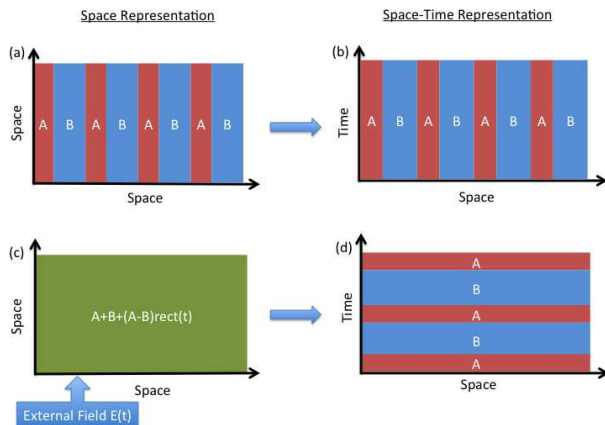 Space Representation
Space-Time Representation
(a)
Space
A B A B A B A B
Space
(b)
Time
A B A B A B A B
Space
(c)
Space
A+B+(A-B)rect(t)
Space
External Field E(t)
(d)
Time
A
B
A
B
A
Space